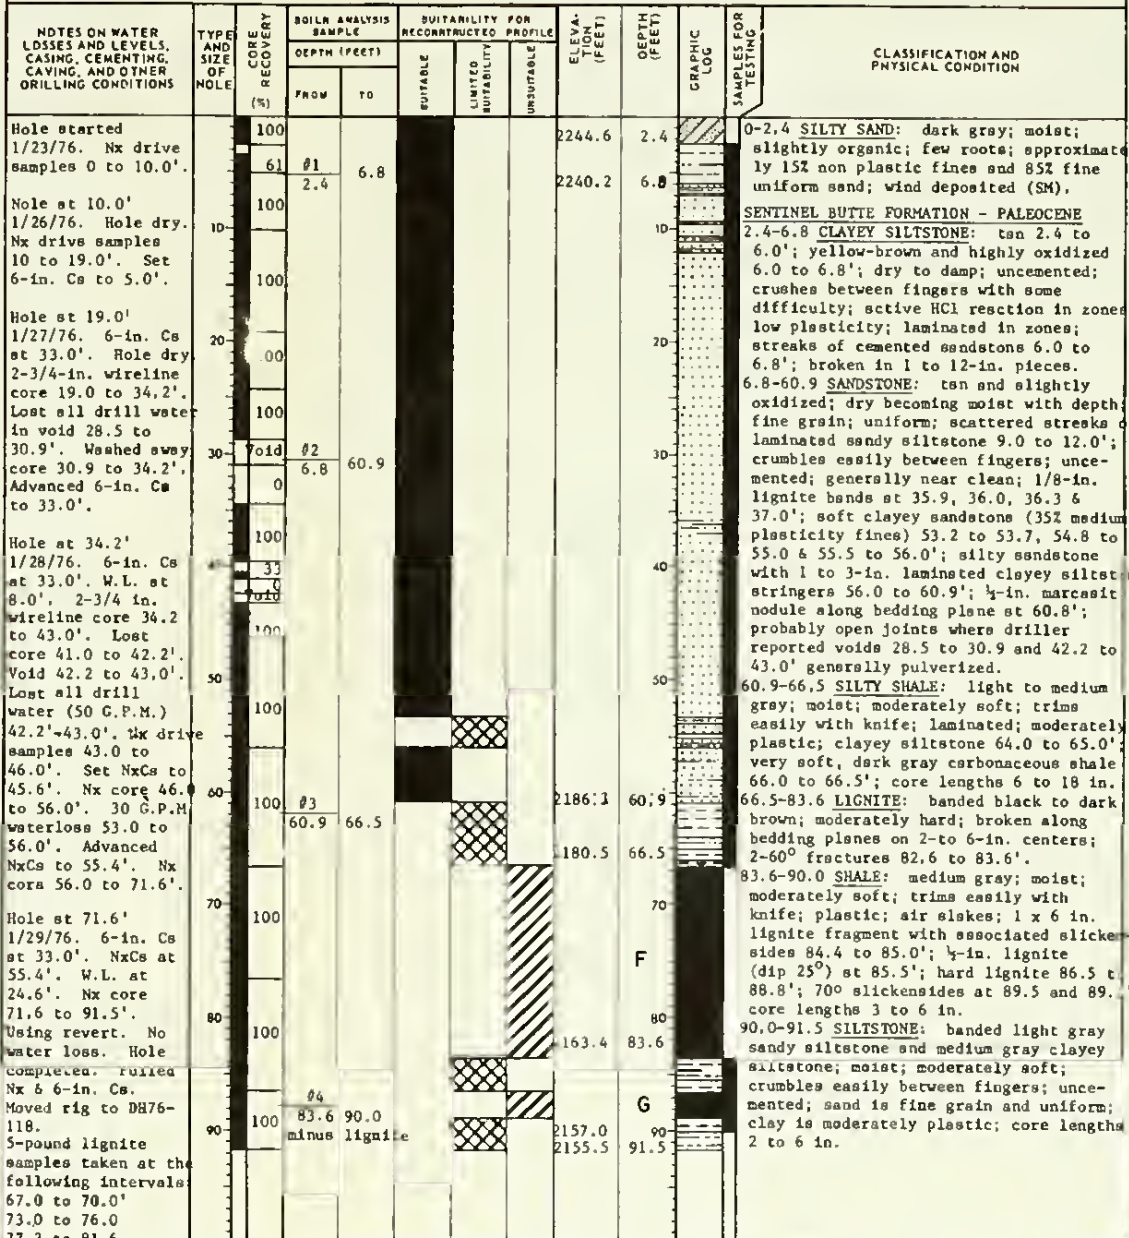 NOTES ON WATER
LOSSES AND LEVELS,
CASING, CEMENTING,
CAVING, AND OTHER
DRILLING CONDITIONS
TYPE
AND
SIZE
OF
HOLE
CORE
RECOVERY
(%)
SOILS ANALYSIS
SAMPLE
DEPTH (FEET)
FROM
TO
SUITABILITY FOR
RECONSTRUCTED PROFILE
SUITABLE
LIMITED
SUITABILITY
UNSUITABLE
ELEVA-
TION
(FEET)
DEPTH
(FEET)
GRAPHIC
LOG
SAMPLES FOR
TESTING
CLASSIFICATION AND
PHYSICAL CONDITION
Hole started
1/23/76. Nx drive
samples 0 to 10.0'.
Hole at 10.0'
1/26/76. Hole dry.
Nx drive samples
10 to 19.0'. Set
6-in. Cs to 5.0'.
Hole at 19.0'
1/27/76. 6-in. Cs
at 33.0'. Hole dry
2-3/4-in. wireline
core 19.0 to 34.2'.
Lost all drill water
in void 28.5 to
30.9'. Washed away
core 30.9 to 34.2'.
Advanced 6-in. Cs
to 33.0'.
Hole at 34.2'
1/28/76. 6-in. Cs
at 33.0'. W.L. at
8.0'. 2-3/4 in.
wireline core 34.2
to 43.0'. Lost
core 41.0 to 42.2'.
Void 42.2 to 43.0'.
Lost all drill
water (50 G.P.M.)
42.2'-43.0'. Nx drive
samples 43.0 to
46.0'. Set NxCs to
45.6'. Nx core 46.0
to 56.0'. 30 G.P.M
waterloss 53.0 to
56.0'. Advanced
NxCs to 55.4'. Nx
core 56.0 to 71.6'.
Hole at 71.6'
1/29/76. 6-in. Cs
at 33.0'. NxCs at
55.4'. W.L. at
24.6'. Nx core
71.6 to 91.5'.
Using revert. No
water loss. Hole
completed. Pulled
Nx & 6-in. Cs.
Moved rig to DH76-
118.
5-pound lignite
samples taken at the
following intervals
67.0 to 70.0'
73.0 to 76.0
10
20
30
50
60
70
80
90
100
61
100
100
00
100
Void
0
100
33
0
Void
100
100
100
100
100
100
#1
2.4
6.8
#2
6.8
60.9
#3
60.9
66.5
#4
83.6
90.0
minus lignite
2244.6
2.4
2240.2
6.8
2186.1
60.9
180.5
66.5
163.4
83.6
2157.0
2155.5
91.5
10
20
30
40
50
60
70
80
90
F
G
0-2.4 SILTY SAND: dark gray; moist;
slightly organic; few roots; approximate
ly 15% non plastic fines and 85% fine
uniform sand; wind deposited (SM).
SENTINEL BUTTE FORMATION - PALEOCENE
2.4-6.8 CLAYEY SILTSTONE: tan 2.4 to
6.0'; yellow-brown and highly oxidized
6.0 to 6.8'; dry to damp; uncemented;
crushes between fingers with some
difficulty; active HCl reaction in zones
low plasticity; laminated in zones;
streaks of cemented sandstone 6.0 to
6.8'; broken in 1 to 12-in. pieces.
6.8-60.9 SANDSTONE: tan and slightly
oxidized; dry becoming moist with depth;
fine grain; uniform; scattered streaks o
laminated sandy siltstone 9.0 to 12.0';
crumbles easily between fingers; unce-
mented; generally near clean; 1/8-in.
lignite bands at 35.9, 36.0, 36.3 &
37.0'; soft clayey sandstone (35% medium
plasticity fines) 53.2 to 53.7, 54.8 to
55.0 & 55.5 to 56.0'; silty sandstone
with 1 to 3-in. laminated clayey siltst
stringers 56.0 to 60.9'; ¼-in. marcasit
nodule along bedding plane at 60.8';
probably open joints where driller
reported voids 28.5 to 30.9 and 42.2 to
43.0' generally pulverized.
60.9-66.5 SILTY SHALE: light to medium
gray; moist; moderately soft; trims
easily with knife; laminated; moderately
plastic; clayey siltstone 64.0 to 65.0';
very soft, dark gray carbonaceous shale
66.0 to 66.5'; core lengths 6 to 18 in.
66.5-83.6 LIGNITE: banded black to dark
brown; moderately hard; broken along
bedding planes on 2-to 6-in. centers;
2-60° fractures 82.6 to 83.6'.
83.6-90.0 SHALE: medium gray; moist;
moderately soft; trims easily with
knife; plastic; air slakes; 1 x 6 in.
lignite fragment with associated slicke
sides 84.4 to 85.0'; ½-in. lignite
(dip 25°) at 85.5'; hard lignite 86.5 t
88.8'; 70° slickensides at 89.5 and 89.
core lengths 3 to 6 in.
90.0-91.5 SILTSTONE: banded light gray
sandy siltstone and medium gray clayey
siltstone; moist; moderately soft;
crumbles easily between fingers; unce-
mented; sand is fine grain and uniform;
clay is moderately plastic; core lengths
2 to 6 in.